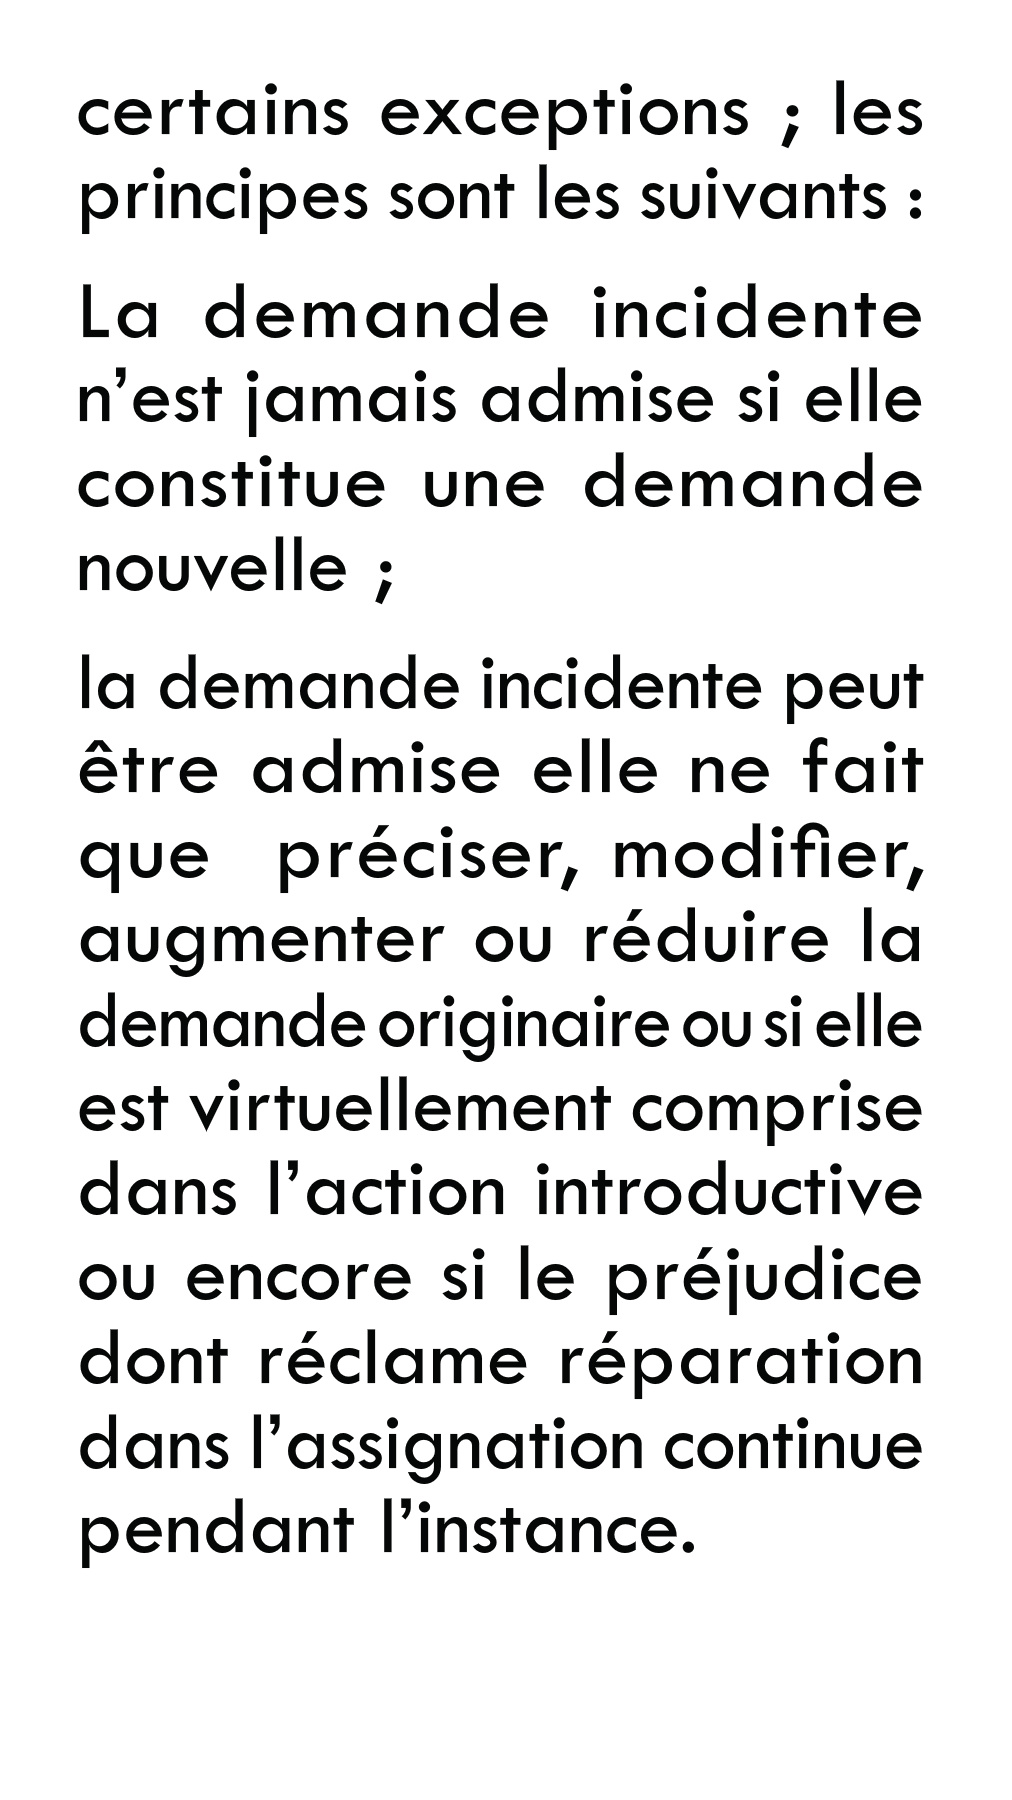 certains exceptions ; les
principes sont les suivants :
La demande incidente
n’est jamais admise si elle
constitue une demande
nouvelle ;
la demande incidente peut
être admise elle ne fait
que préciser, modifier,
augmenter ou réduire la
demande originaire ou si elle
est virtuellement comprise
dans l’action introductive
ou encore si le préjudice
dont réclame réparation
dans l’assignation continue
pendant l’instance.